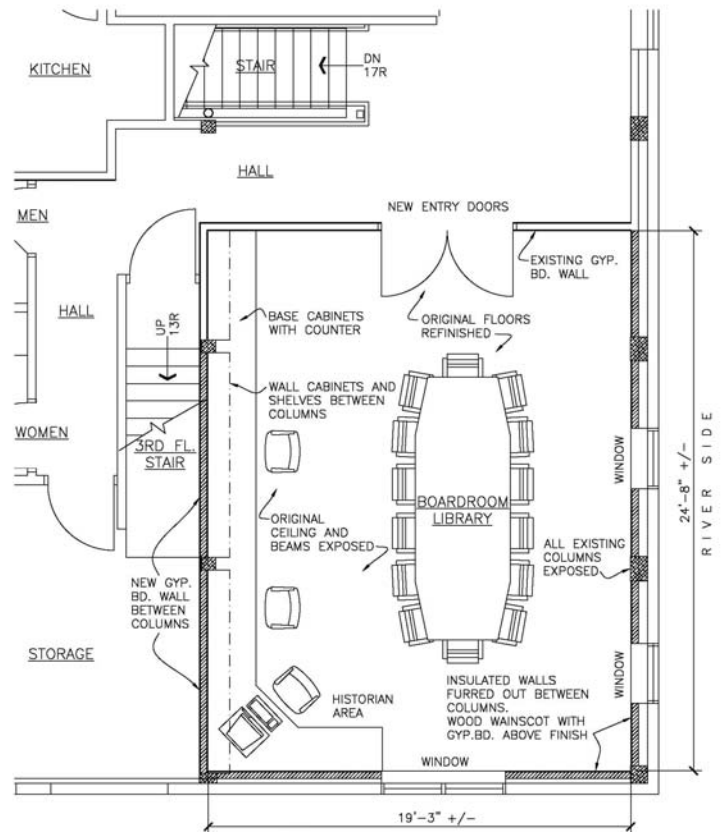 KITCHEN
STAIR
DN
17R
HALL
MEN
NEW ENTRY DOORS
EXISTING GYP.
BD. WALL
HALL
UP
13R
BASE CABINETS
WITH COUNTER
ORIGINAL FLOORS
REFINISHED
WALL CABINETS AND
SHELVES BETWEEN
COLUMNS
WOMEN
3RD FL.
STAIR
WINDOW
BOARDROOM
LIBRARY
24'-8" +/-
RIVER SIDE
ORIGINAL
CEILING AND
BEAMS EXPOSED
ALL EXISTING
COLUMNS
EXPOSED
NEW GYP.
BD. WALL
BETWEEN
COLUMNS
STORAGE
HISTORIAN
AREA
INSULATED WALLS
FURRED OUT BETWEEN
COLUMNS.
WOOD WAINSCOT WITH
GYP.BD. ABOVE FINISH
WINDOW
WINDOW
19'-3" +/-